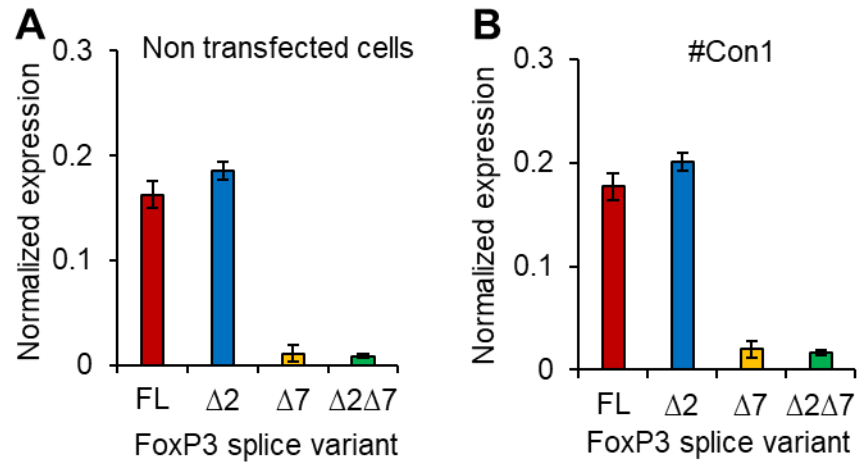 A
Non transfected cells
Normalized expression
0.3
0.2
0.1
0
FL Δ2 Δ7 Δ2Δ7
FoxP3 splice variant
B
#Con1
Normalized expression
0.3
0.2
0.1
0
FL Δ2 Δ7 Δ2Δ7
FoxP3 splice variant